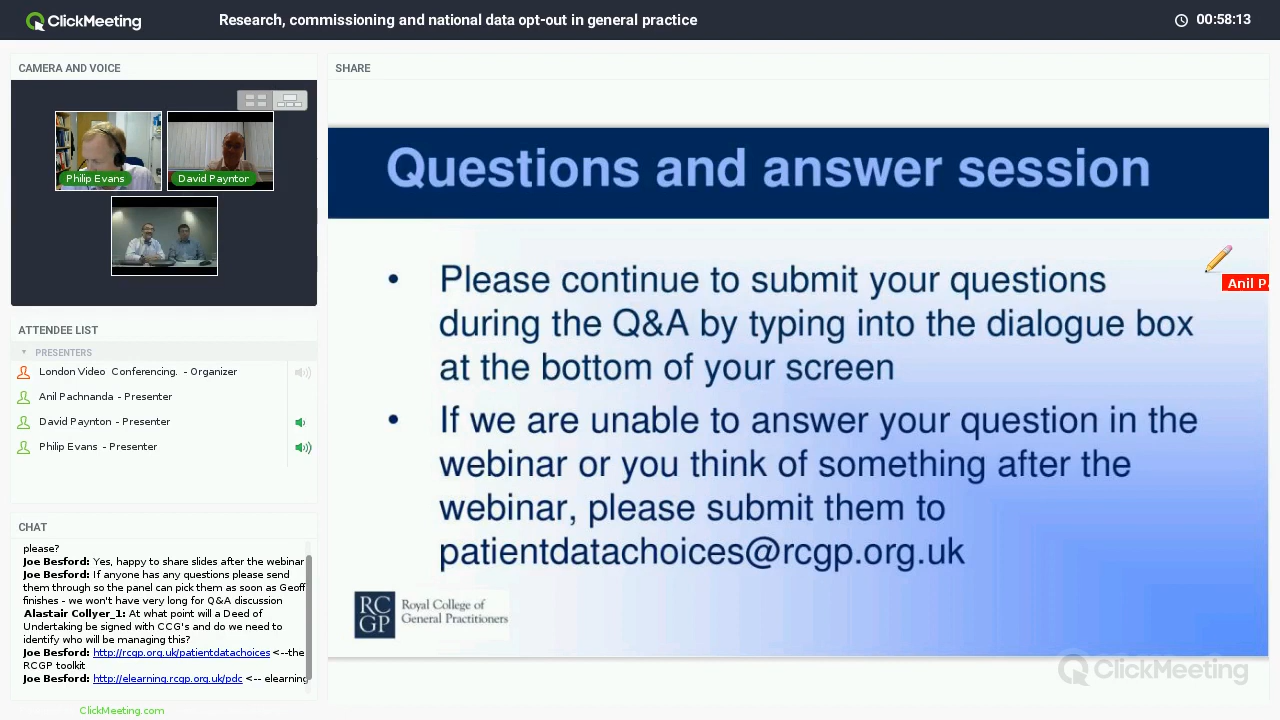 ClickMeeting
Research, commissioning and national data opt-out in general practice
00:58:13
CAMERA AND VOICE
Philip Evans
David Payntor
ATTENDEE LIST
PRESENTERS
London Video Conferencing. - Organizer
Anil Pachnanda - Presenter
David Paynton - Presenter
Philip Evans - Presenter
CHAT
please?
Joe Besford: Yes, happy to share slides after the webinar
Joe Besford: If anyone has any questions please send
them through so the panel can pick them as soon as Geoff
finishes - we won't have very long for Q&A discussion
Alastair Collyer_1: At what point will a Deed of
Undertaking be signed with CCG's and do we need to
identify who will be managing this?
Joe Besford: http://rcgp.org.uk/patientdatachoices <--the
RCGP toolkit
Joe Besford: http://elearning.rcgp.org.uk/pdc <-- elearning
ClickMeeting.com
SHARE
Questions and answer session
• Please continue to submit your questions
during the Q&A by typing into the dialogue box
at the bottom of your screen
• If we are unable to answer your question in the
webinar or you think of something after the
webinar, please submit them to
patientdatachoices@rcgp.org.uk
Anil P
RC
GP
Royal College of
General Practitioners
ClickMeeting